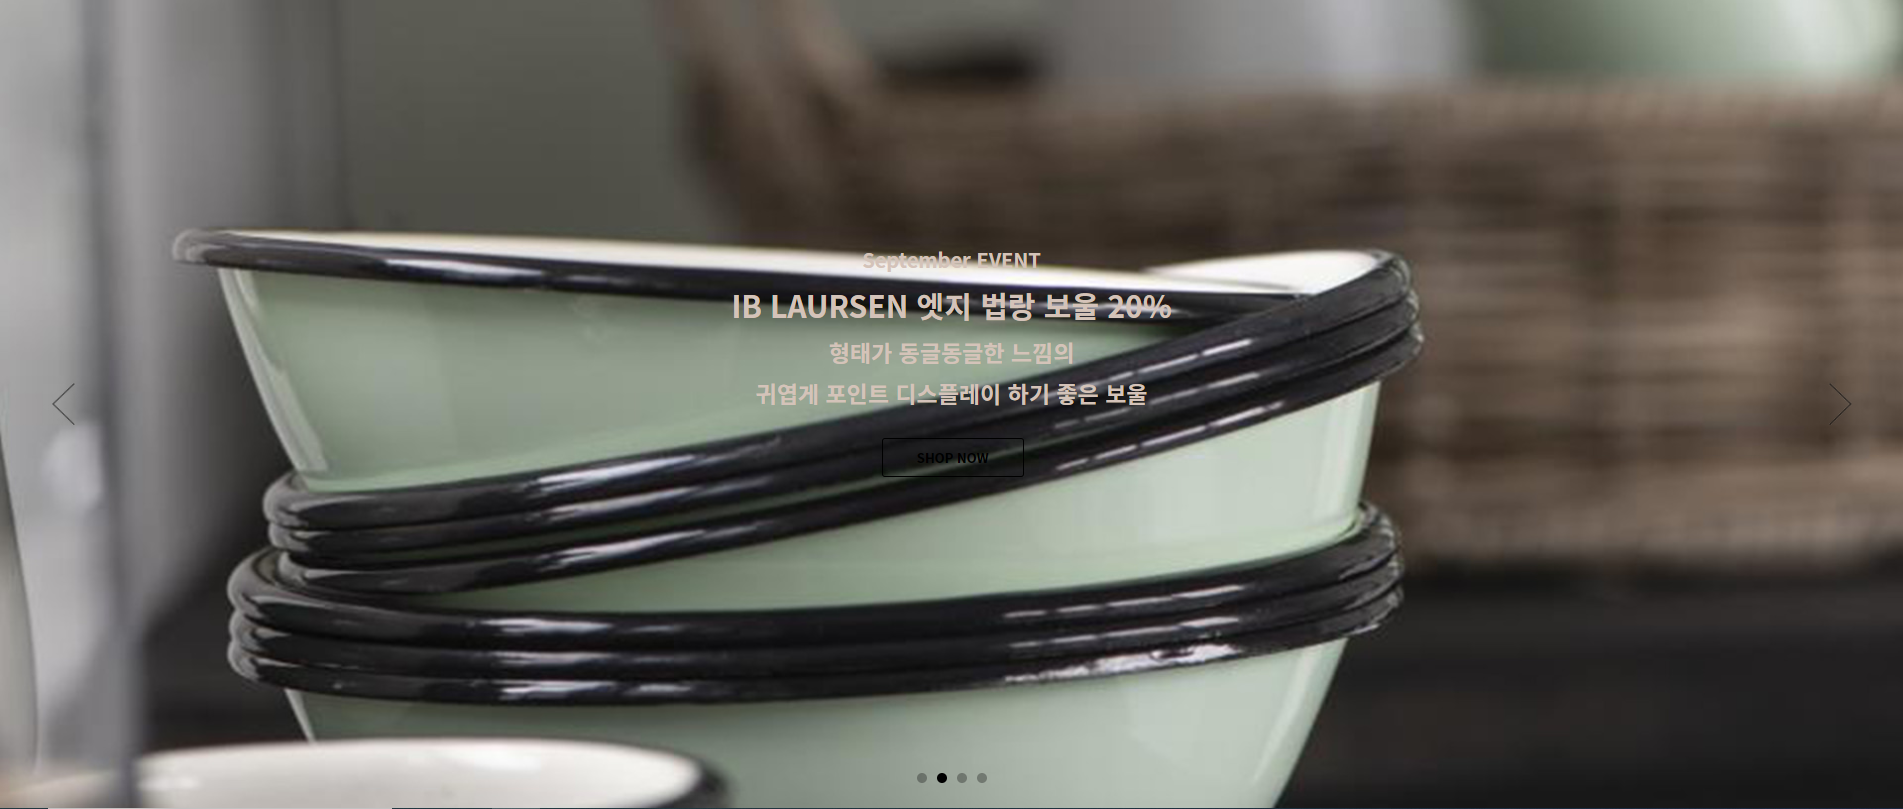 September EVENT
IB LAURSEN 엣지 법랑 보울 20%
형태가 동글동글한 느낌의
귀엽게 포인트 디스플레이 하기 좋은 보울
SHOP NOW